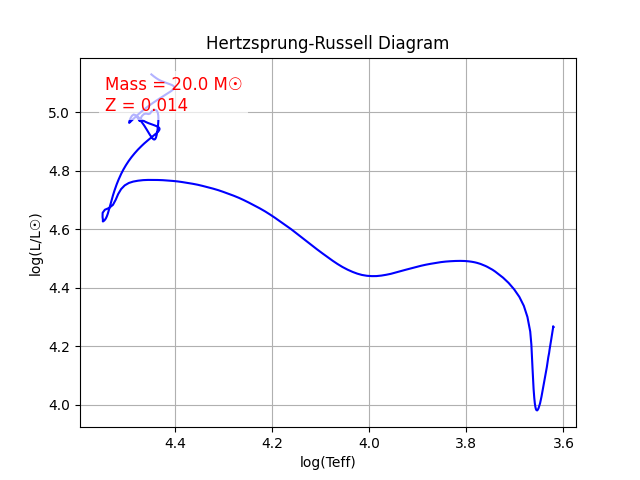 Hertzsprung-Russell Diagram
Mass = 20.0 M☉
Z = 0.014
log(L/L☉)
5.0
4.8
4.6
4.4
4.2
4.0
4.4 4.2 4.0 3.8 3.6
log(Teff)